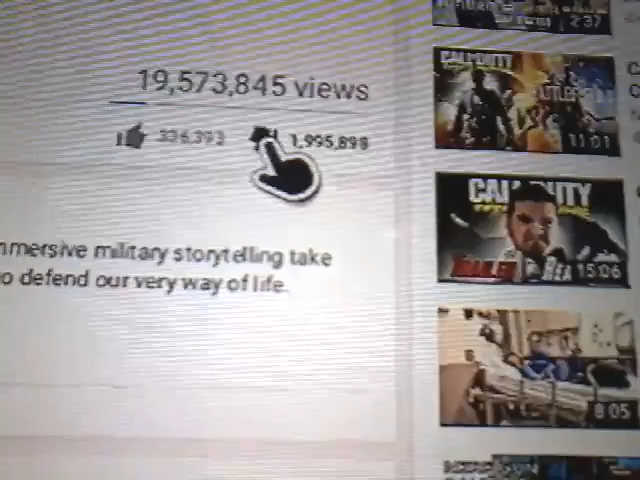 2:37
19,573,845 views
CALL OF DUTY
11:01
336,393
1,995,898
CALL OF DUTY
15:06
mmersive military storytelling take
o defend our very way of life.
8:05